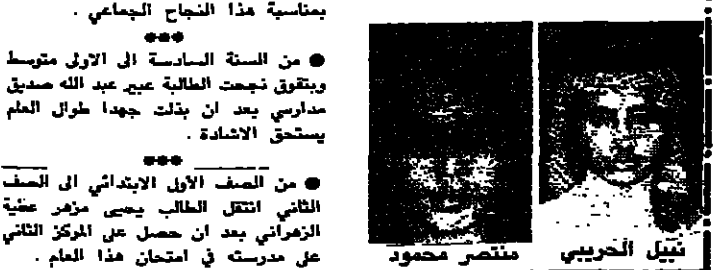 بمناسبة هذا النجاح الجماعي .
***
● من السنة السادسة الى الاولى متوسط
وبتفوق نجحت الطالبة عبير عبد الله صديق
مدارسي بعد ان بذلت جهدا طوال العام
يستحق الاشادة .
***
● من الصف الأول الابتدائي الى الصف
الثاني انتقل الطالب يحيى مزهر عطية
الزهراني بعد ان حصل على المركز الثاني
على مدرسته في امتحان هذا العام .
نبيل الحريبي
منتصر محمود